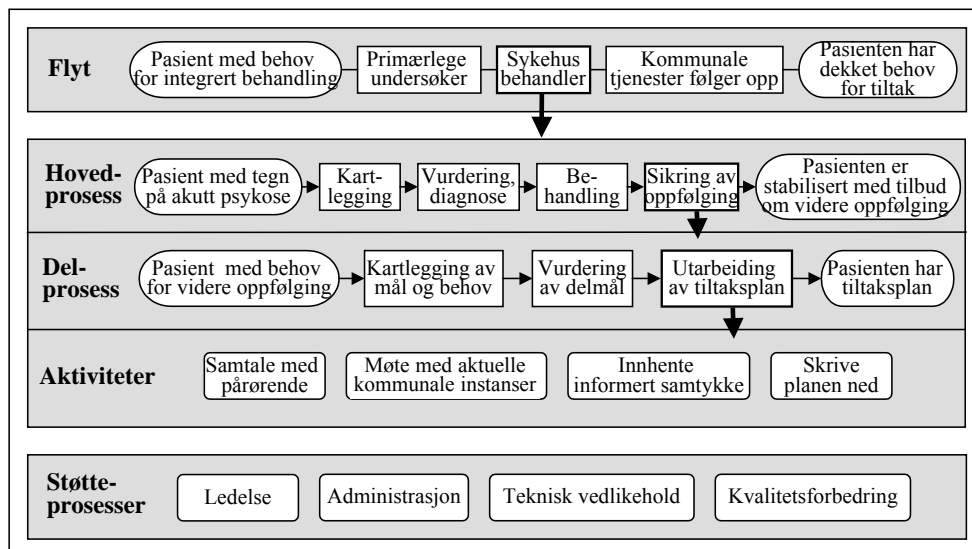 Flyt
Pasient med behov
for integrert behandling
Primærlege
undersøker
Sykehus
behandler
Kommunale
tjenester følger opp
Pasienten har
dekket behov
for tiltak
Hoved-
prosess
Pasient med tegn
på akutt psykose
Kart-
legging
Vurdering,
diagnose
Be-
handling
Sikring av
oppfølging
Pasienten er
stabilisert med tilbud
om videre oppfølging
Del-
prosess
Pasient med behov
for videre oppfølging
Kartlegging av
mål og behov
Vurdering
av delmål
Utarbeiding
av tiltaksplan
Pasienten har
tiltaksplan
Aktiviteter
Samtale med
pårørende
Møte med aktuelle
kommunale instanser
Innhente
informert samtykke
Skrive
planen ned
Støtte-
prosesser
Ledelse
Administrasjon
Teknisk vedlikehold
Kvalitetsforbedring